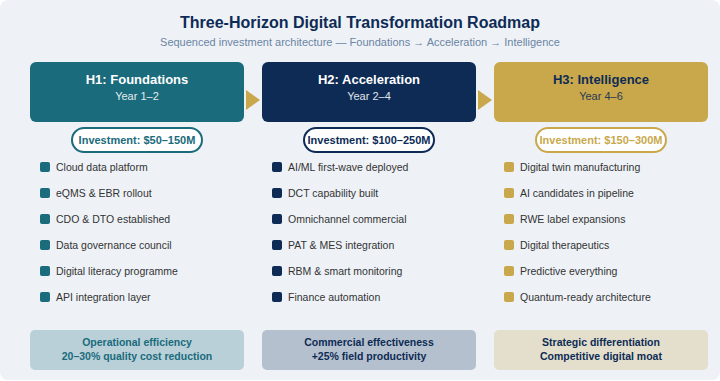 Three-Horizon Digital Transformation Roadmap
Sequenced investment architecture — Foundations → Acceleration → Intelligence
H1: Foundations
Year 1–2
Investment: $50–150M
Cloud data platform
eQMS & EBR rollout
CDO & DTO established
Data governance council
Digital literacy programme
API integration layer
Operational efficiency
20–30% quality cost reduction
H2: Acceleration
Year 2–4
Investment: $100–250M
AI/ML first-wave deployed
DCT capability built
Omnichannel commercial
PAT & MES integration
RBM & smart monitoring
Finance automation
Commercial effectiveness
+25% field productivity
H3: Intelligence
Year 4–6
Investment: $150–300M
Digital twin manufacturing
AI candidates in pipeline
RWE label expansions
Digital therapeutics
Predictive everything
Quantum-ready architecture
Strategic differentiation
Competitive digital moat